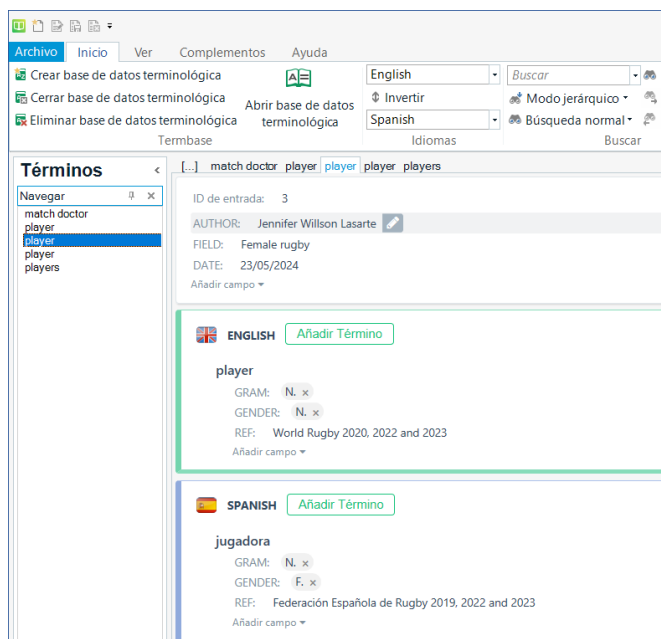 Archivo Inicio Ver Complementos Ayuda
Crear base de datos terminológica
Cerrar base de datos terminológica
Eliminar base de datos terminológica
Abrir base de datos
terminológica
Termbase
English
Invertir
Spanish
Idiomas
Buscar
Modo jerárquico
Búsqueda normal
Buscar
Términos
Navegar
match doctor
player
player
player
players
[...] match doctor player player player players
ID de entrada: 3
AUTHOR: Jennifer Willson Lasarte
FIELD: Female rugby
DATE: 23/05/2024
Añadir campo
ENGLISH Añadir Término
player
GRAM: N. ×
GENDER: N. ×
REF: World Rugby 2020, 2022 and 2023
Añadir campo
SPANISH Añadir Término
jugadora
GRAM: N. ×
GENDER: F. ×
REF: Federación Española de Rugby 2019, 2022 and 2023
Añadir campo